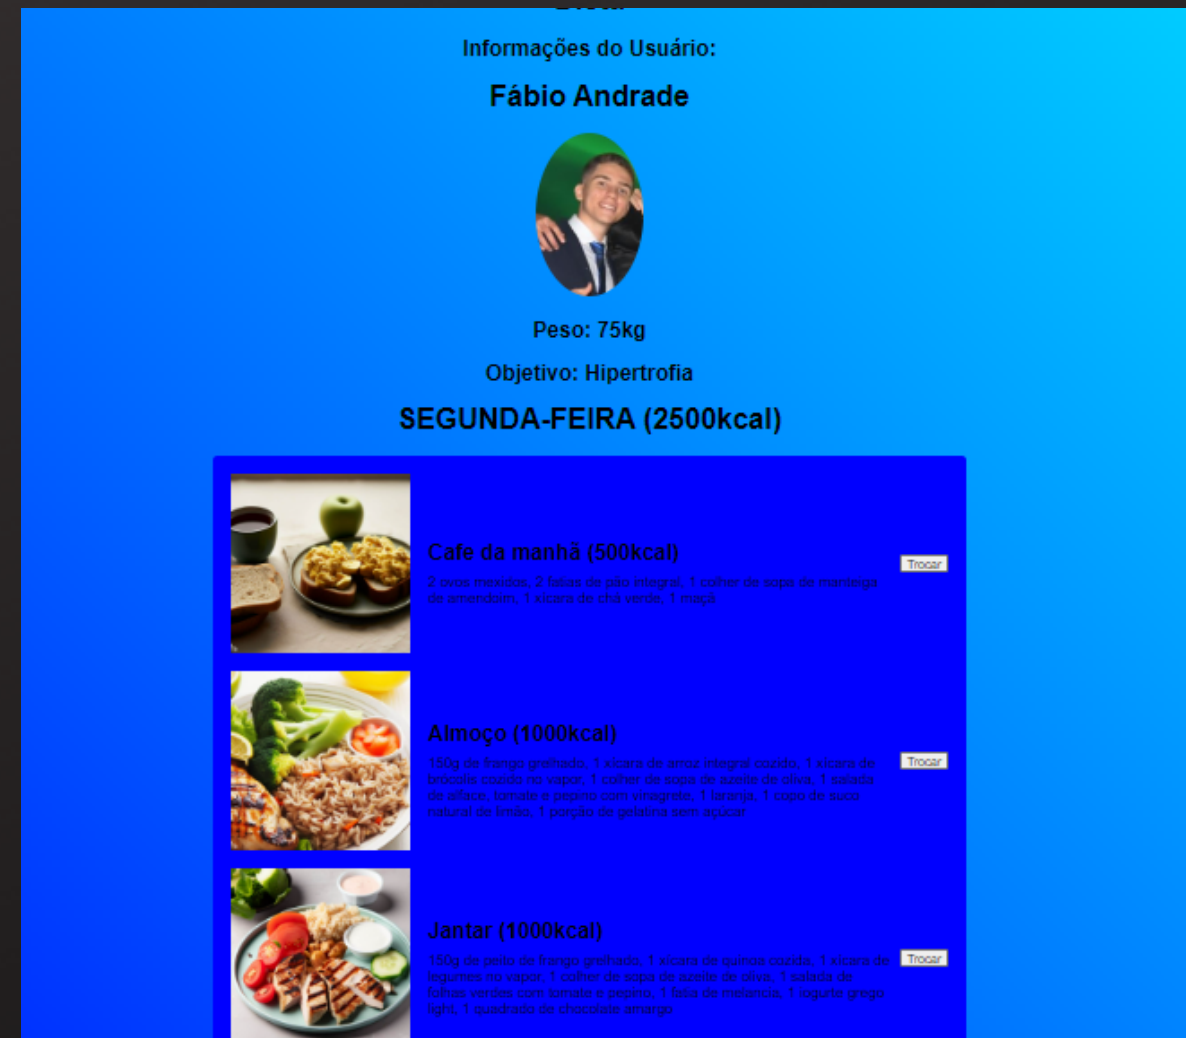 Informações do Usuário:
Fábio Andrade
Peso: 75kg
Objetivo: Hipertrofia
SEGUNDA-FEIRA (2500kcal)
Cafe da manhã (500kcal)
Trocar
2 ovos mexidos, 2 fatias de pão integral, 1 colher de sopa de manteiga
de amendoim, 1 xícara de chá verde, 1 maçã
Almoço (1000kcal)
Trocar
150g de frango grelhado, 1 xícara de arroz integral cozido, 1 xícara de
brócolis cozido no vapor, 1 colher de sopa de azeite de oliva, 1 salada
de alface, tomate e pepino com vinagrete, 1 laranja, 1 copo de suco
natural de limão, 1 porção de gelatina sem açúcar
Jantar (1000kcal)
Trocar
150g de peito de frango grelhado, 1 xícara de quinoa cozida, 1 xícara de
legumes no vapor, 1 colher de sopa de azeite de oliva, 1 salada de
folhas verdes com tomate e pepino, 1 fatia de melancia, 1 iogurte grego
light, 1 quadrado de chocolate amargo